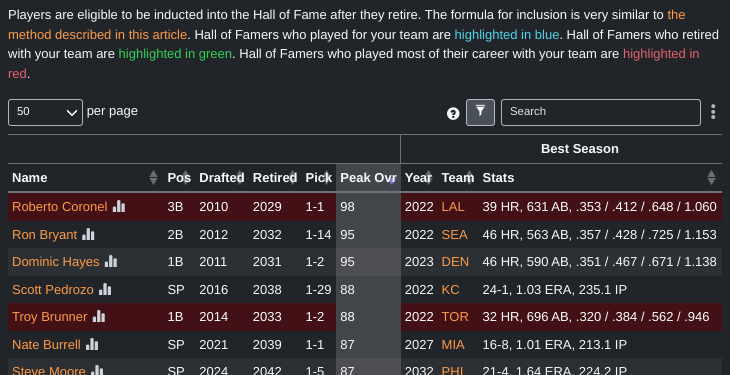 Players are eligible to be inducted into the Hall of Fame after they retire. The formula for inclusion is very similar to the
method described in this article. Hall of Famers who played for your team are highlighted in blue. Hall of Famers who retired
with your team are highlighted in green. Hall of Famers who played most of their career with your team are highlighted in
red.
50 per page ? Search
Best Season
Name Pos Drafted Retired Pick Peak Ovr Year Team Stats
Roberto Coronel 3B 2010 2029 1-1 98 2022 LAL 39 HR, 631 AB, .353 / .412 / .648 / 1.060
Ron Bryant 2B 2012 2032 1-14 95 2022 SEA 46 HR, 563 AB, .357 / .428 / .725 / 1.153
Dominic Hayes 1B 2011 2031 1-2 95 2023 DEN 46 HR, 590 AB, .351 / .467 / .671 / 1.138
Scott Pedrozo SP 2016 2038 1-29 88 2022 KC 24-1, 1.03 ERA, 235.1 IP
Troy Brunner 1B 2014 2033 1-2 88 2022 TOR 32 HR, 696 AB, .320 / .384 / .562 / .946
Nate Burrell SP 2021 2039 1-1 87 2027 MIA 16-8, 1.01 ERA, 213.1 IP
Steve Moore SP 2024 2042 1-5 87 2032 PHI 21-4, 1.64 ERA, 224.2 IP